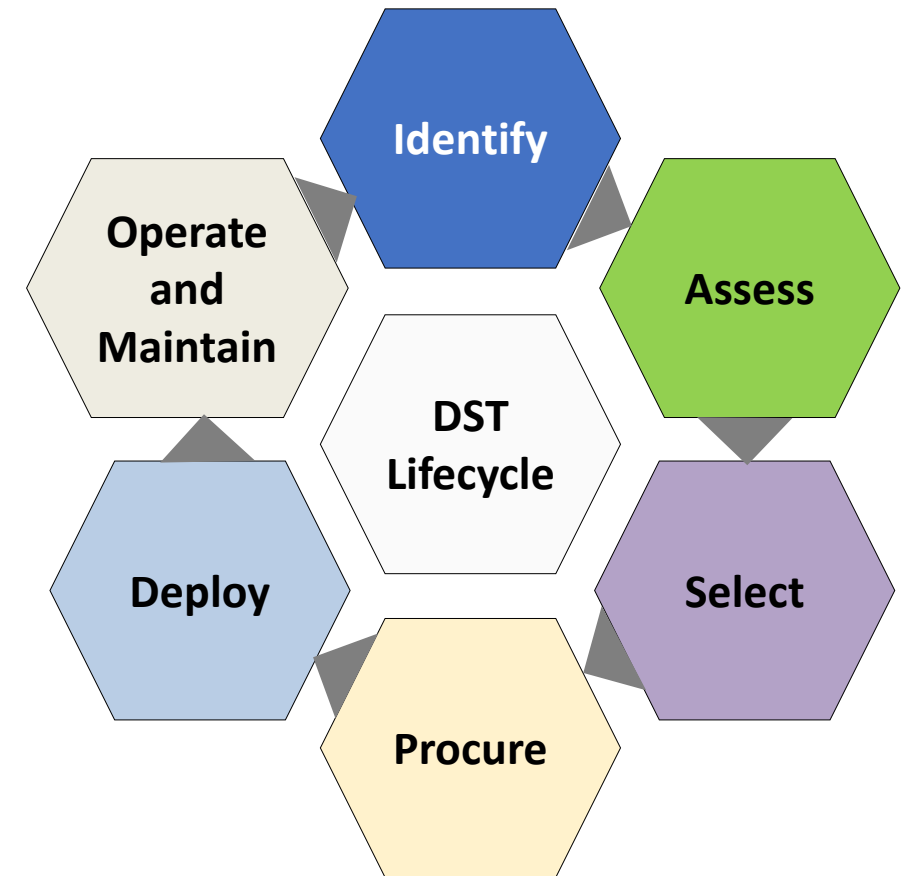 Identify
Assess
Select
Procure
Deploy
Operate
and
Maintain
DST
Lifecycle